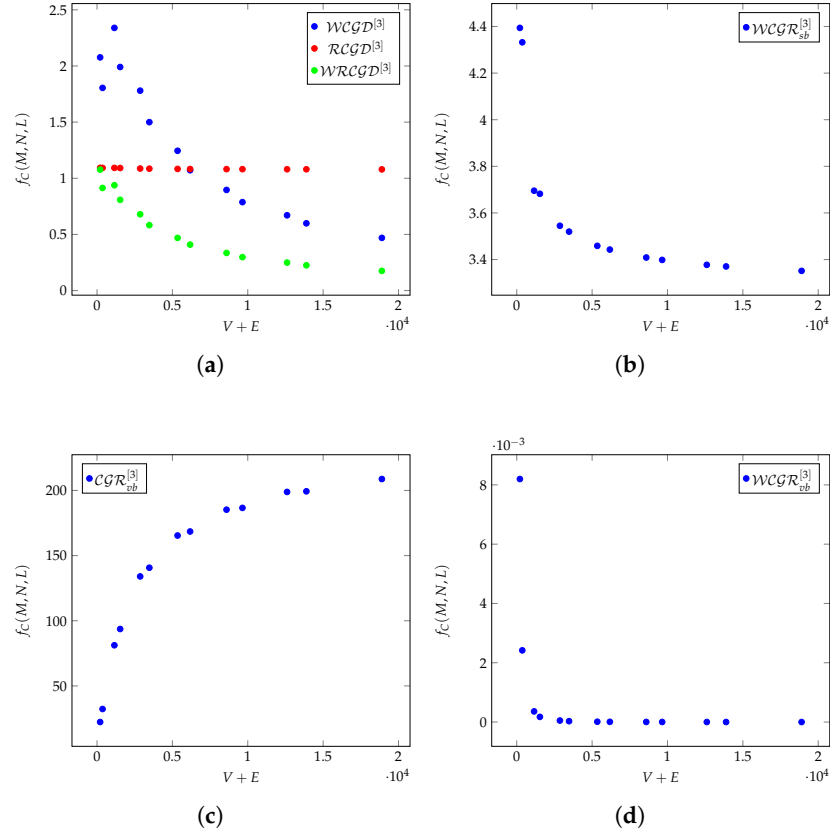 2.5
2
1.5
1
0.5
0
f_C(M, N, L)
𝒲𝒞𝒢𝒟^[3]
ℛ𝒞𝒢𝒟^[3]
𝒲ℛ𝒞𝒢𝒟^[3]
0 0.5 1 1.5 2
·10^4
V + E
(a)
4.4
4.2
4
3.8
3.6
3.4
f_C(M, N, L)
𝒲𝒞𝒢ℛ_sb^[3]
0 0.5 1 1.5 2
·10^4
V + E
(b)
200
150
100
50
f_C(M, N, L)
𝒞𝒢ℛ_vb^[3]
0 0.5 1 1.5 2
·10^4
V + E
(c)
·10^−3
8
6
4
2
0
f_C(M, N, L)
𝒲𝒞𝒢ℛ_vb^[3]
0 0.5 1 1.5 2
·10^4
V + E
(d)